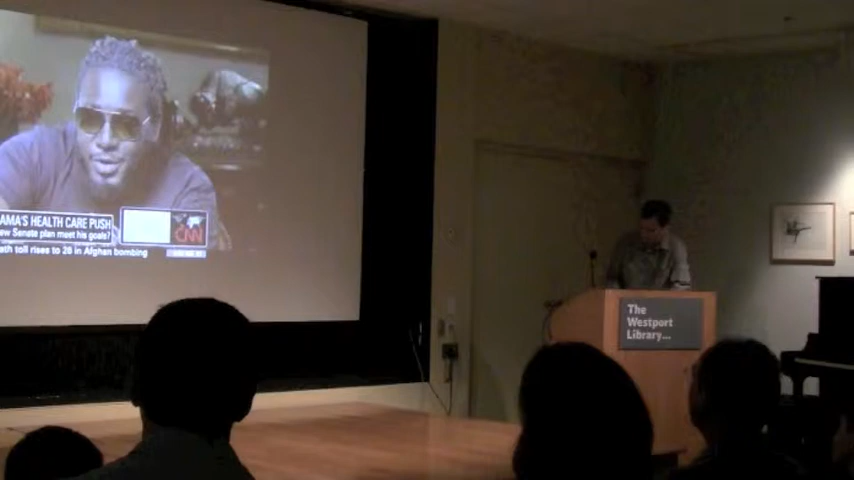 AMA'S HEALTH CARE PUSH
ew Senate plan meet his goals?
CNN
ath toll rises to 26 in Afghan bombing
The
Westport
Library...